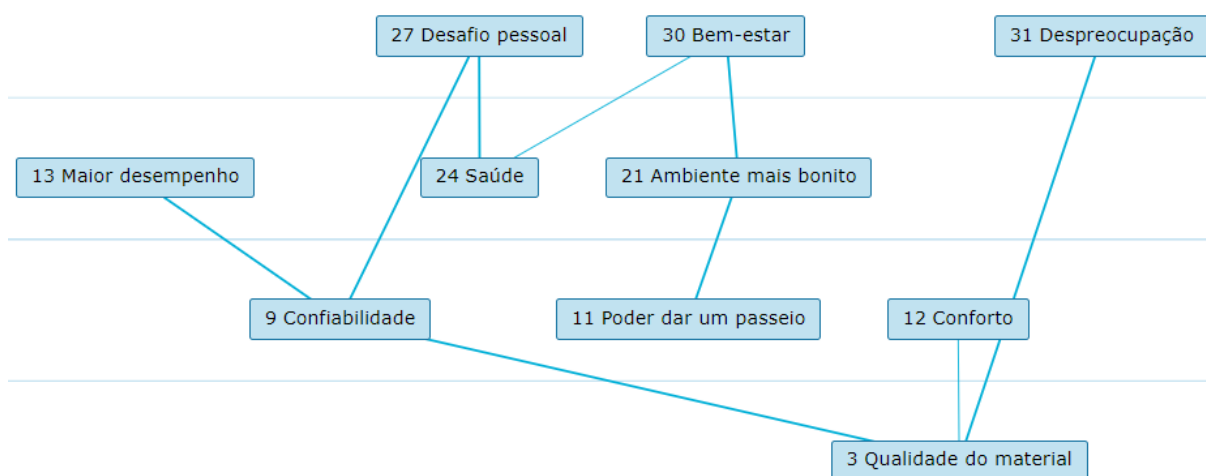 27 Desafio pessoal
30 Bem-estar
31 Despreocupação
13 Maior desempenho
24 Saúde
21 Ambiente mais bonito
9 Confiabilidade
11 Poder dar um passeio
12 Conforto
3 Qualidade do material